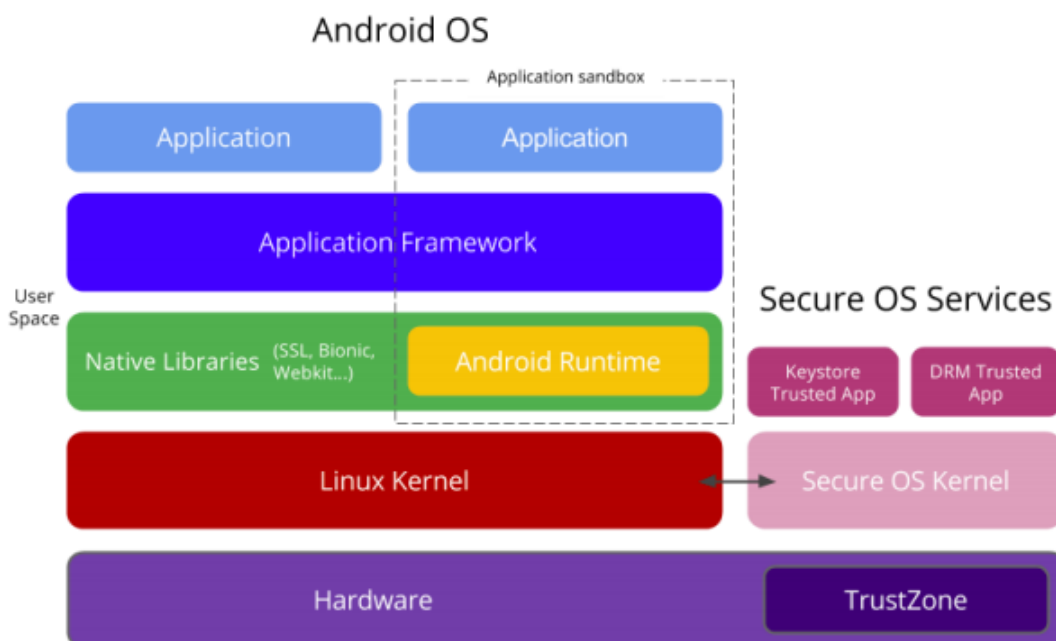 Android OS
Application sandbox
Application
Application
Application Framework
User
Space
Secure OS Services
Native Libraries
(SSL, Bionic,
Webkit...)
Android Runtime
Keystore
Trusted App
DRM Trusted
App
Linux Kernel
Secure OS Kernel
Hardware
TrustZone